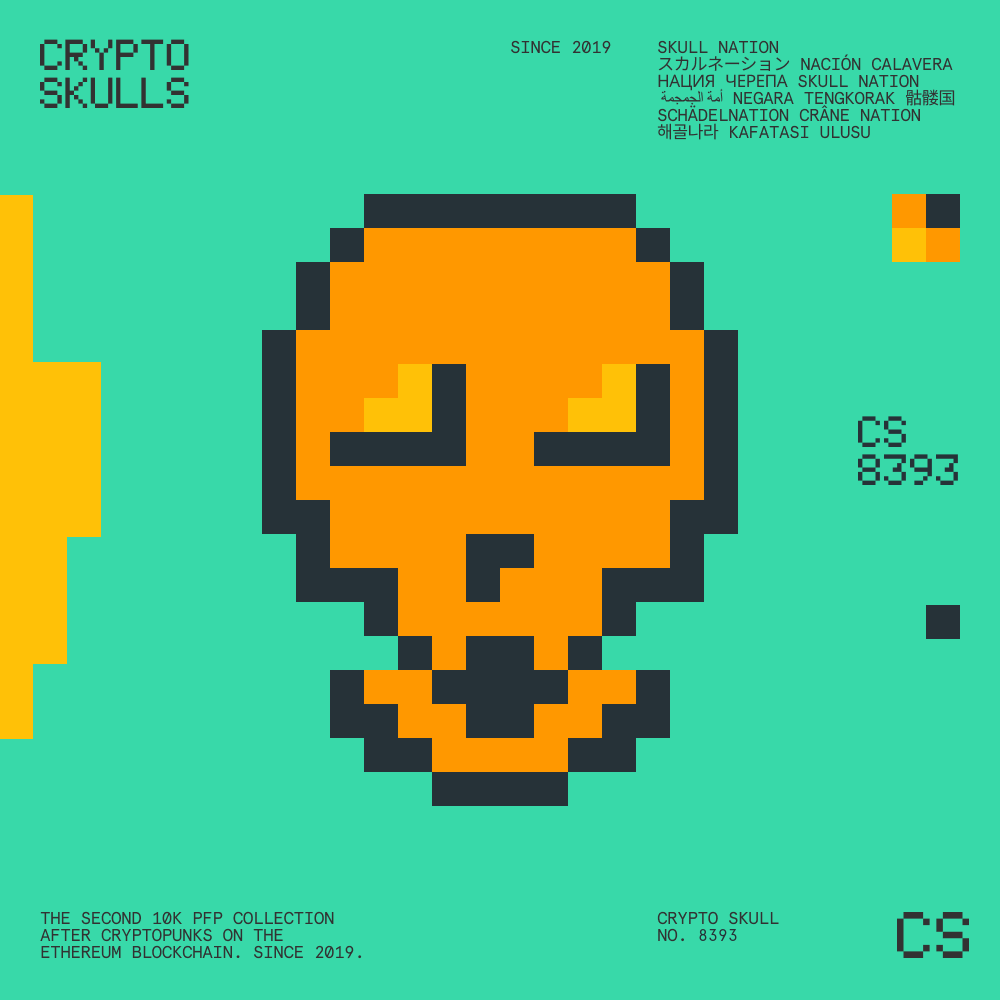 CRYPTO
SKULLS
SINCE 2019
SKULL NATION
スカルネーション NACIÓN CALAVERA
НАЦИЯ ЧЕРЕПА SKULL NATION
أمة الجمجمة NEGARA TENGKORAK 骷髅国
SCHÄDELNATION CRÂNE NATION
해골나라 KAFATASI ULUSU
CS
8393
THE SECOND 10K PFP COLLECTION
AFTER CRYPTOPUNKS ON THE
ETHEREUM BLOCKCHAIN. SINCE 2019.
CRYPTO SKULL
NO. 8393
CS